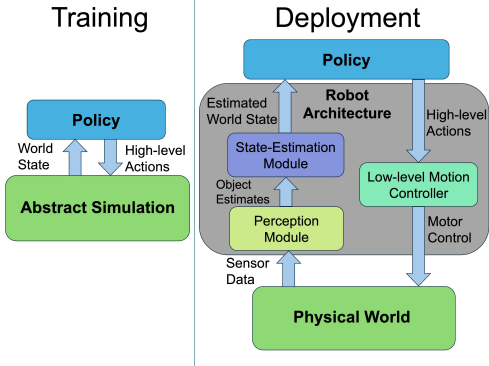 Training
Policy
World
State
High-level
Actions
Abstract Simulation
Deployment
Policy
Estimated
World State
Robot
Architecture
High-level
Actions
State-Estimation
Module
Low-level Motion
Controller
Object
Estimates
Perception
Module
Motor
Control
Sensor
Data
Physical World